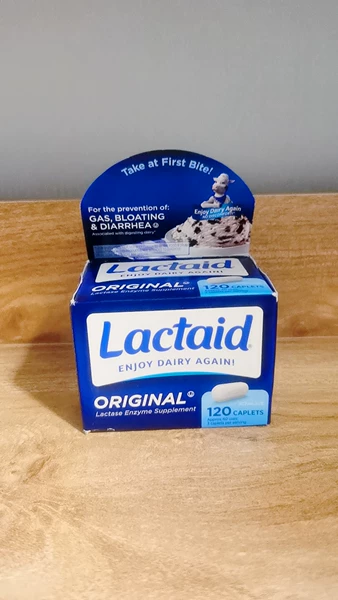 Take at First Bite!
For the prevention of:
GAS, BLOATING
& DIARRHEA
Enjoy Dairy Again
Lactaid
ENJOY DAIRY AGAIN!
ORIGINAL
Lactase Enzyme Supplement
120 CAPLETS
Lactaid
ENJOY DAIRY AGAIN!
ORIGINAL
Lactase Enzyme Supplement
120 CAPLETS